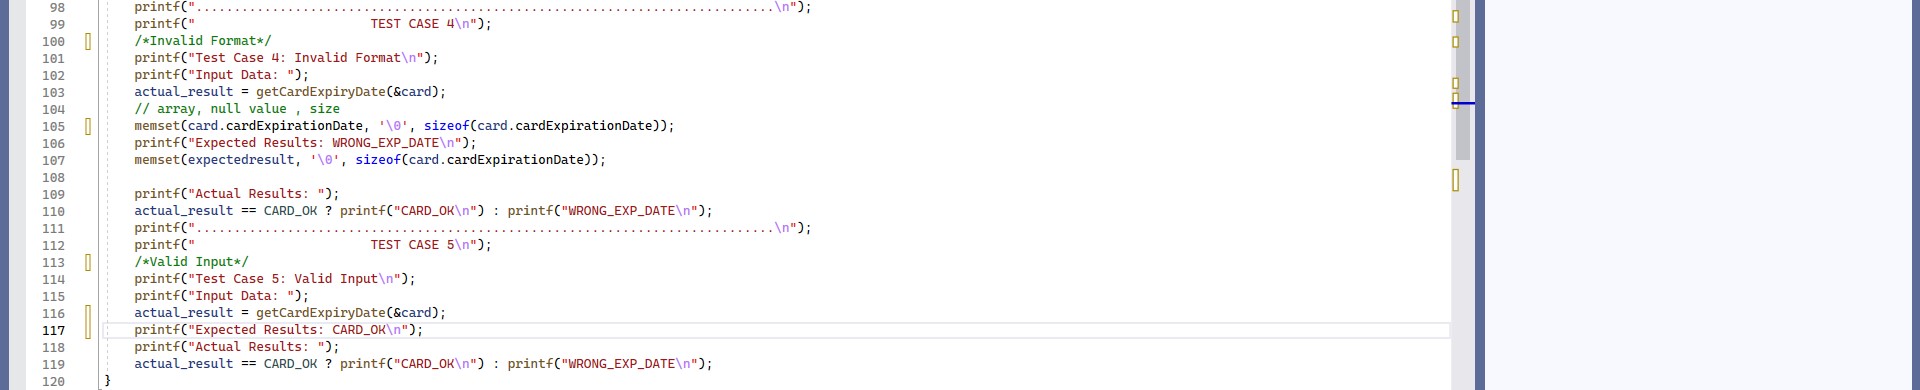 98 printf("............................................................................\n");
99 printf("                       TEST CASE 4\n");
100 /*Invalid Format*/
101 printf("Test Case 4: Invalid Format\n");
102 printf("Input Data: ");
103 actual_result = getCardExpiryDate(&card);
104 // array, null value , size
105 memset(card.cardExpirationDate, '\0', sizeof(card.cardExpirationDate));
106 printf("Expected Results: WRONG_EXP_DATE\n");
107 memset(expectedresult, '\0', sizeof(card.cardExpirationDate));
108
109 printf("Actual Results: ");
110 actual_result == CARD_OK ? printf("CARD_OK\n") : printf("WRONG_EXP_DATE\n");
111 printf("............................................................................\n");
112 printf("                       TEST CASE 5\n");
113 /*Valid Input*/
114 printf("Test Case 5: Valid Input\n");
115 printf("Input Data: ");
116 actual_result = getCardExpiryDate(&card);
117 printf("Expected Results: CARD_OK\n");
118 printf("Actual Results: ");
119 actual_result == CARD_OK ? printf("CARD_OK\n") : printf("WRONG_EXP_DATE\n");
120 }